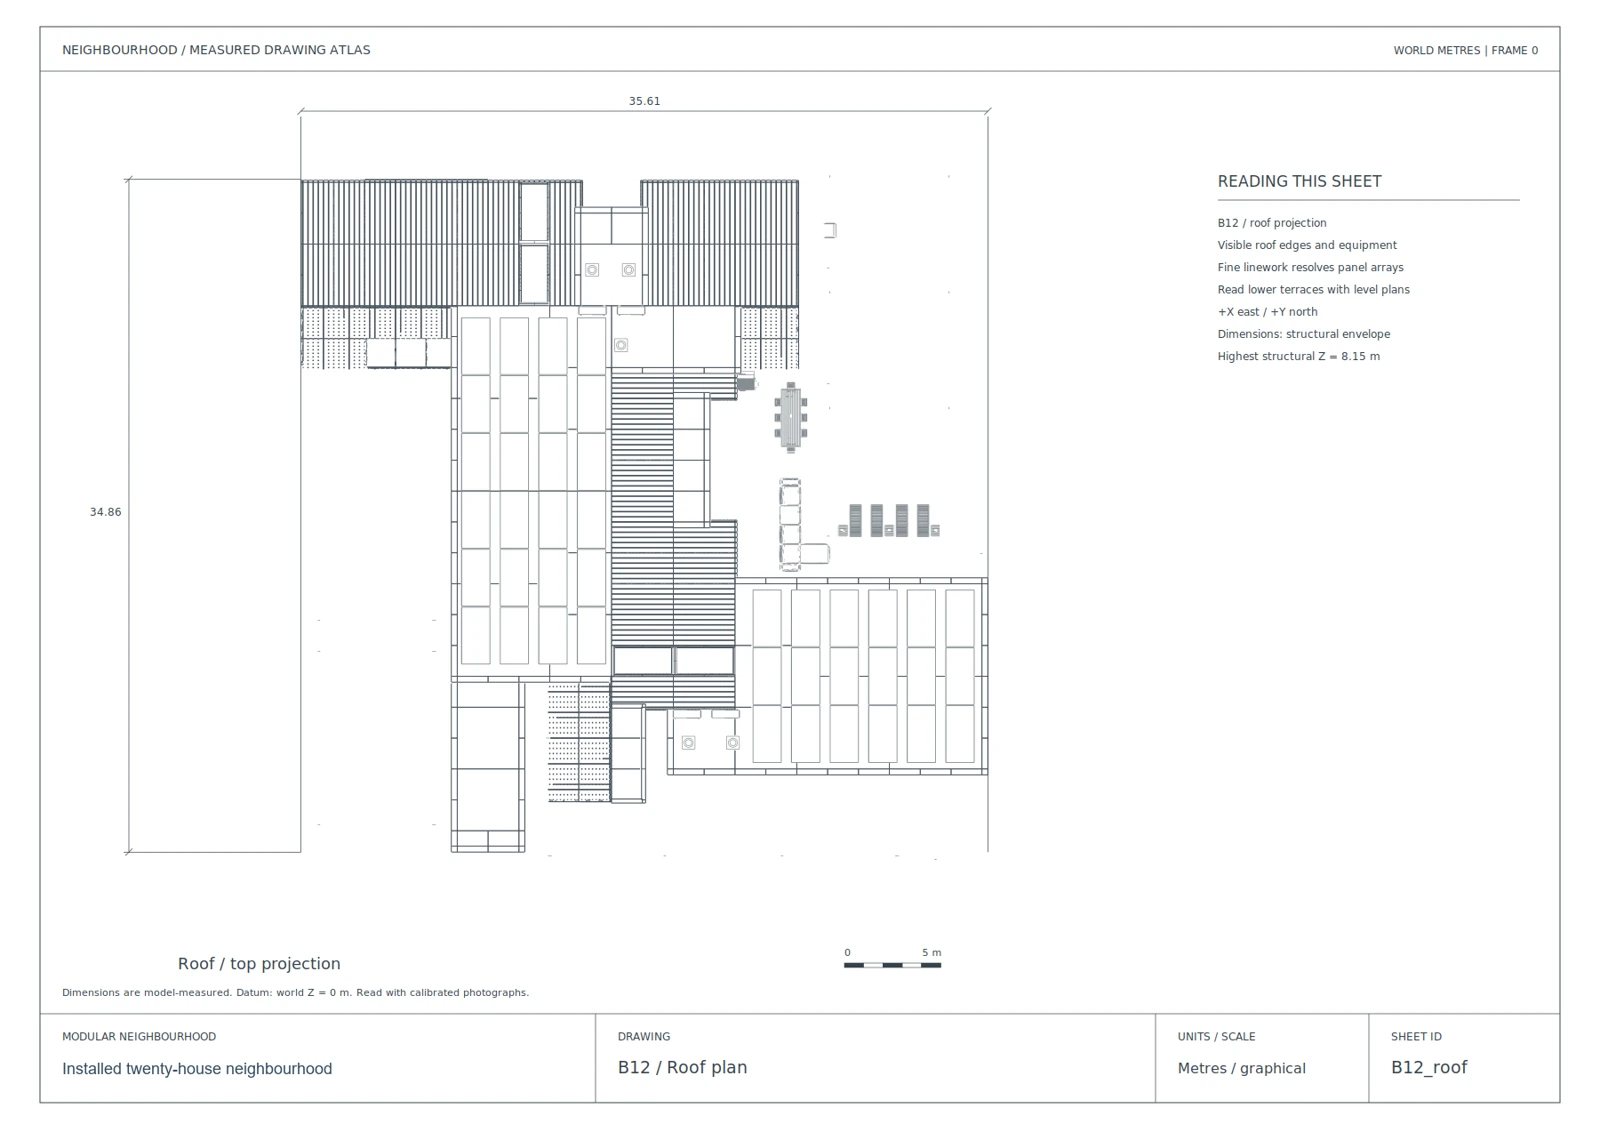 NEIGHBOURHOOD / MEASURED DRAWING ATLAS
WORLD METRES | FRAME 0
35.61
34.86
READING THIS SHEET
B12 / roof projection
Visible roof edges and equipment
Fine linework resolves panel arrays
Read lower terraces with level plans
+X east / +Y north
Dimensions: structural envelope
Highest structural Z = 8.15 m
0 5 m
Roof / top projection
Dimensions are model-measured. Datum: world Z = 0 m. Read with calibrated photographs.
MODULAR NEIGHBOURHOOD
Installed twenty-house neighbourhood
DRAWING
B12 / Roof plan
UNITS / SCALE
Metres / graphical
SHEET ID
B12_roof